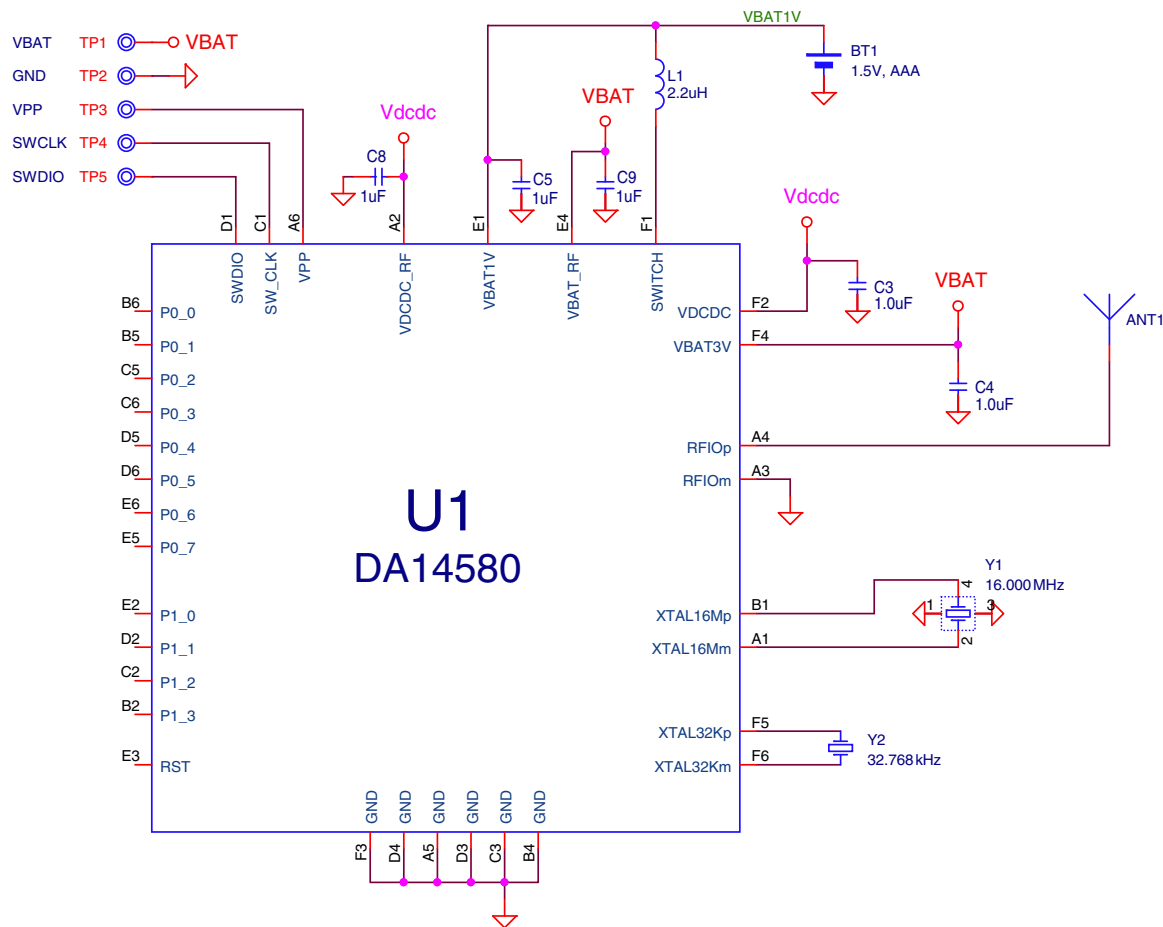 VBAT TP1 VBAT
GND TP2
VPP TP3
SWCLK TP4
SWDIO TP5
VBAT1V
BT1
1.5V, AAA
L1
2.2uH
VBAT
Vdcdc
C8
1uF
C5
1uF
C9
1uF
D1
C1
A6
A2
E1
E4
F1
SWDIO
SW_CLK
VPP
VDCDC_RF
VBAT1V
VBAT_RF
SWITCH
Vdcdc
C3
1.0uF
VBAT
C4
1.0uF
ANT1
B6 P0_0
B5 P0_1
C5 P0_2
C6 P0_3
D5 P0_4
D6 P0_5
E6 P0_6
E5 P0_7
E2 P1_0
D2 P1_1
C2 P1_2
B2 P1_3
E3 RST
U1
DA14580
VDCDC F2
VBAT3V F4
RFIOp A4
RFIOm A3
XTAL16Mp B1
XTAL16Mm A1
XTAL32Kp F5
XTAL32Km F6
Y1
16.000MHz
4
1
3
2
Y2
32.768kHz
GND
GND
GND
GND
GND
GND
F3
D4
A5
D3
C3
B4